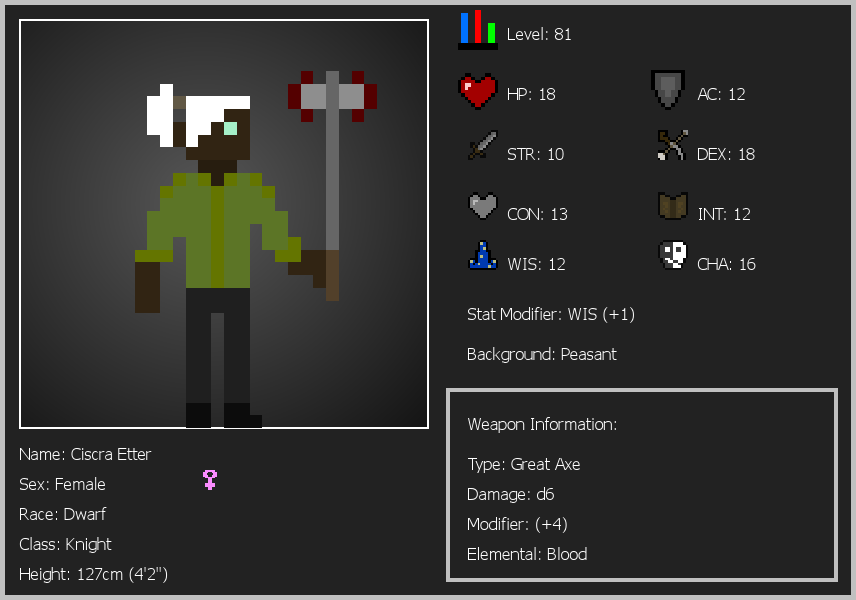 Level: 81
HP: 18
AC: 12
STR: 10
DEX: 18
CON: 13
INT: 12
WIS: 12
CHA: 16
Stat Modifier: WIS (+1)
Background: Peasant
Weapon Information:
Type: Great Axe
Damage: d6
Modifier: (+4)
Elemental: Blood
Name: Ciscra Etter
Sex: Female
Race: Dwarf
Class: Knight
Height: 127cm (4'2")